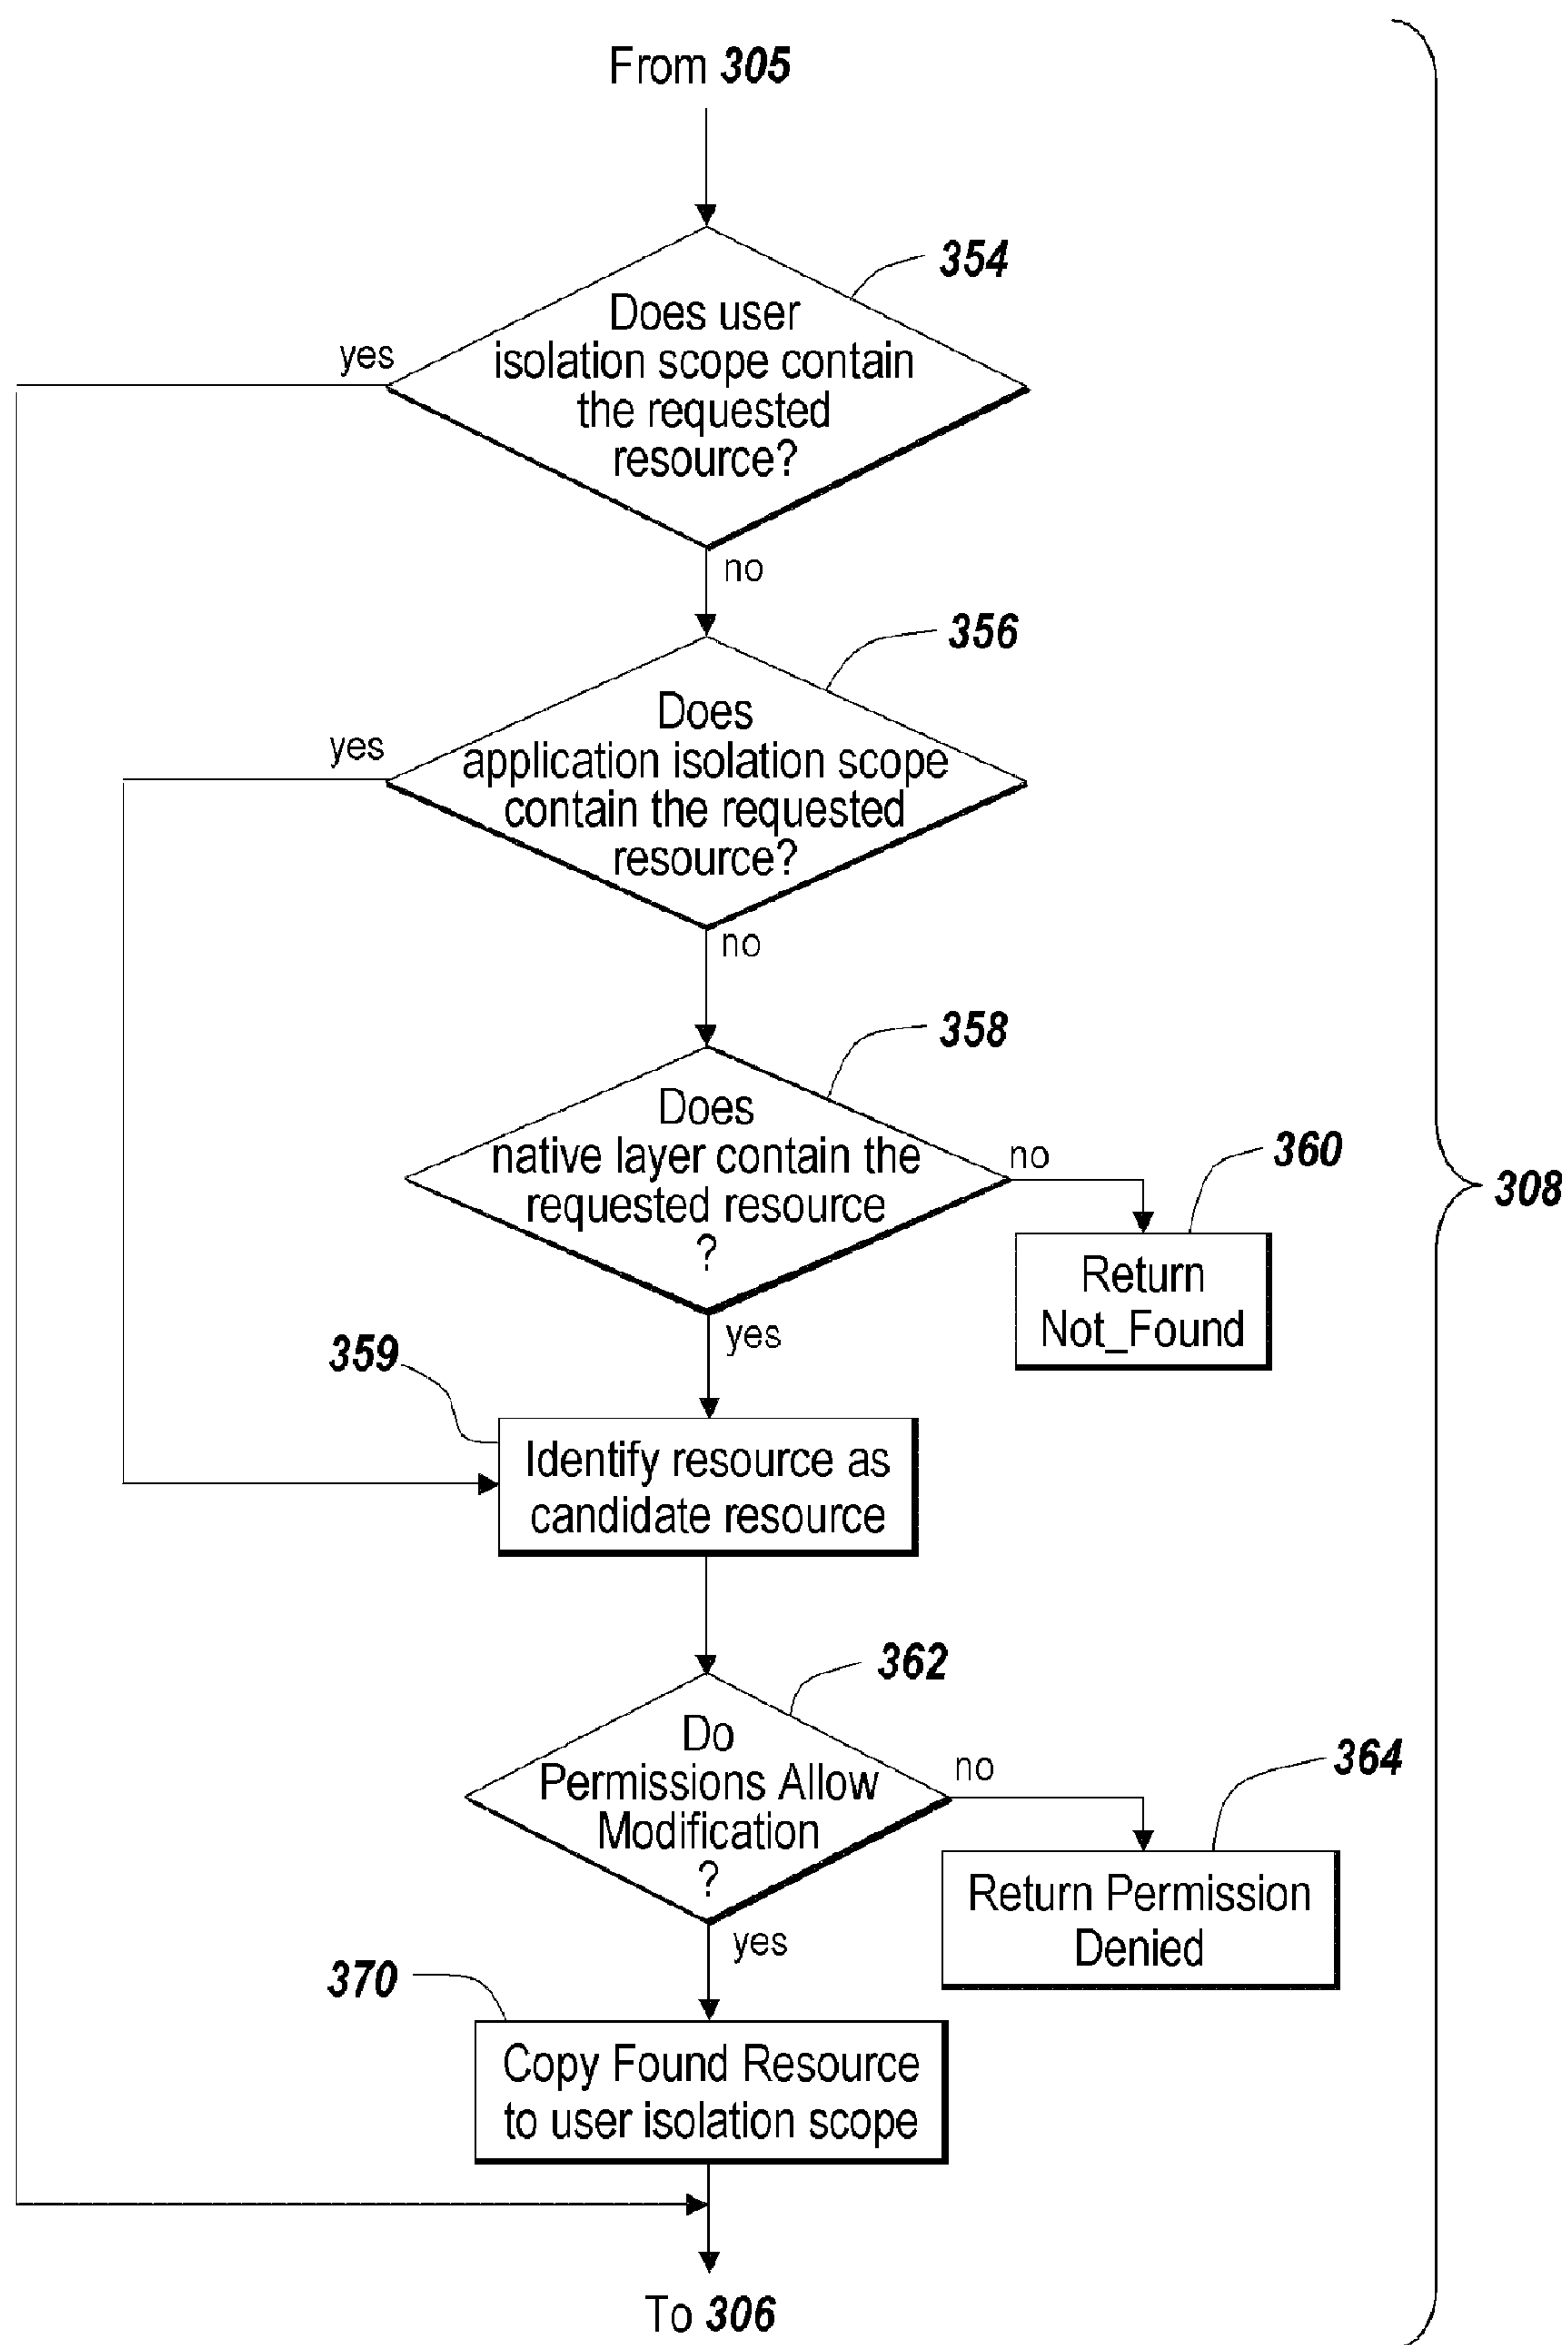 From 305
354
Does user
yes
isolation scope contain
the requested
resource?
no
356
Does
yes
application isolation scope
contain the requested
resource?
no
358
Does
native layer contain the
no
requested resource
?
360
308
Return
Not_Found
yes
359
Identify resource as
candidate resource
362
Do
Permissions Allow
no
Modification
?
364
Return Permission
Denied
yes
370
Copy Found Resource
to user isolation scope
To 306